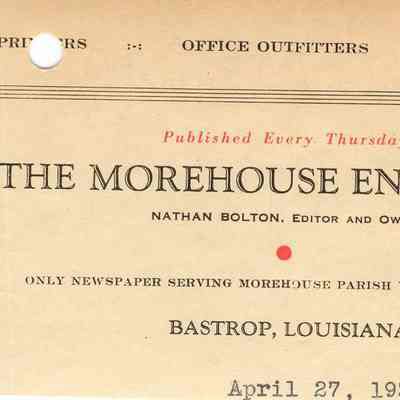 OFFICE OUTFITTERS
Published Every Thursday
THE MOREHOUSE EN
NATHAN BOLTON, EDITOR AND OW
ONLY NEWSPAPER SERVING MOREHOUSE PARISH
BASTROP, LOUISIANA
April 27, 19